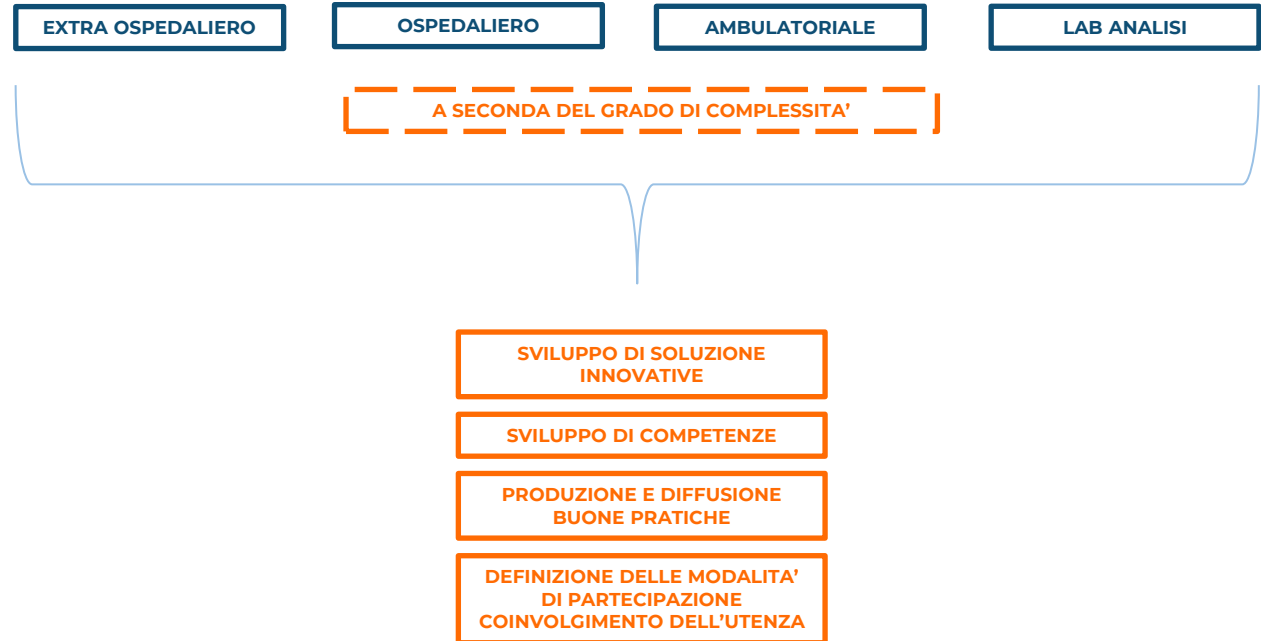 EXTRA OSPEDALIERO
OSPEDALIERO
AMBULATORIALE
LAB ANALISI
A SECONDA DEL GRADO DI COMPLESSITA’
SVILUPPO DI SOLUZIONE
INNOVATIVE
SVILUPPO DI COMPETENZE
PRODUZIONE E DIFFUSIONE
BUONE PRATICHE
DEFINIZIONE DELLE MODALITA’
DI PARTECIPAZIONE
COINVOLGIMENTO DELL’UTENZA